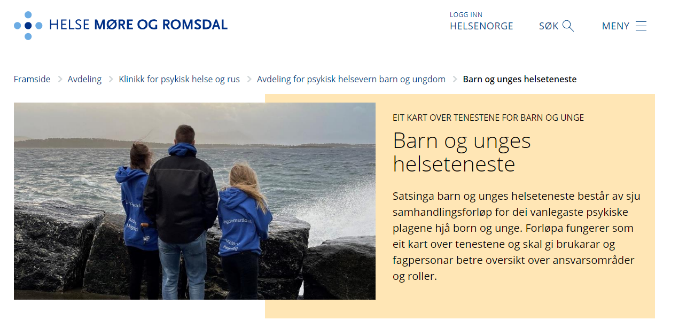 HELSE MØRE OG ROMSDAL
LOGG INN
HELSENORGE
SØK
MENY
Framside > Avdeling > Klinikk for psykisk helse og rus > Avdeling for psykisk helsevern barn og ungdom > Barn og unges helseteneste
EIT KART OVER TENESTENE FOR BARN OG UNGE
Barn og unges
helseteneste
Satsinga barn og unges helseteneste består av sju
samhandlingsforløp for dei vanlegaste psykiske
plagene hjå born og unge. Forløpa fungerer som
eit kart over tenestene og skal gi brukarar og
fagpersonar betre oversikt over ansvarsområder
og roller.